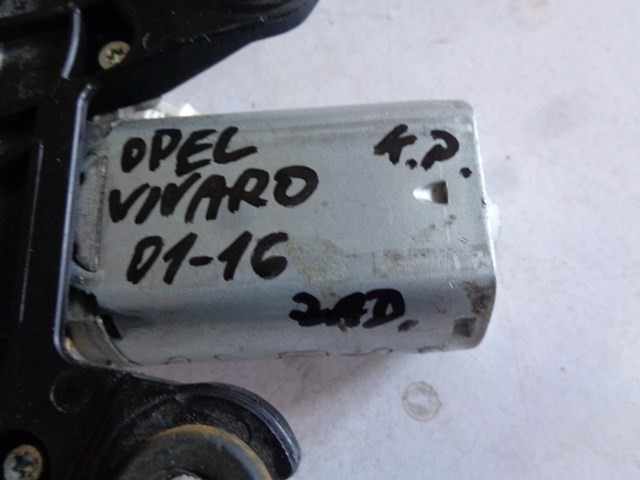 OPEL
VIVARO
01-16
K.P.
ZAD.